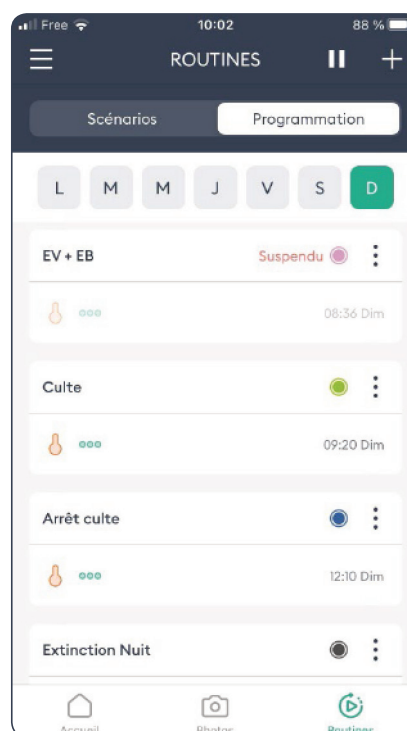 Free 10:02 88 %
ROUTINES
Scénarios Programmation
L M M J V S D
EV + EB Suspendu
08:36 Dim
Culte
09:20 Dim
Arrêt culte
12:10 Dim
Extinction Nuit
Accueil Photos Routines